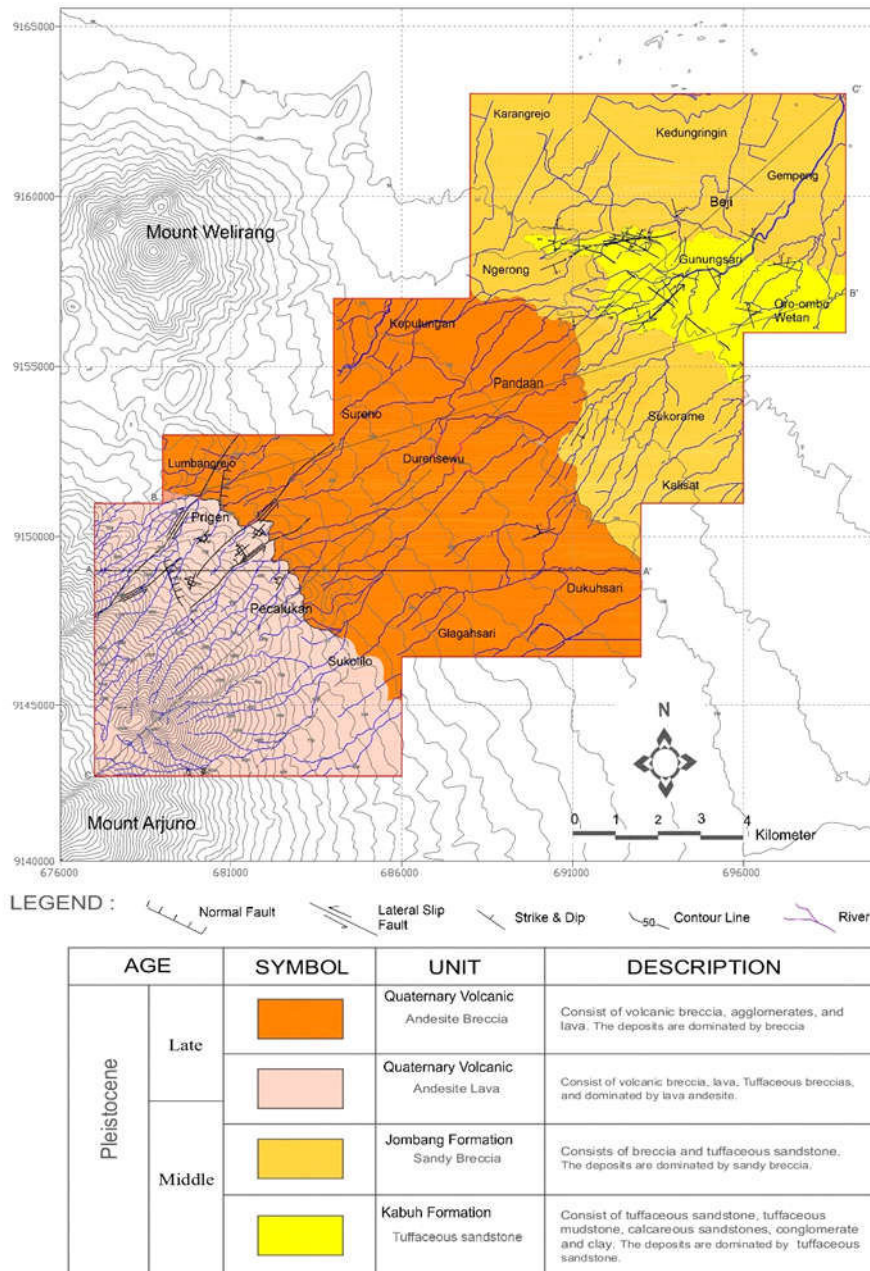 9165000
C'
Karangrejo
Kedungringin
Gempeng
9160000
Beji
Mount Welirang
Gunungsari
Ngerong
Oro-ombo
Wetan
B'
Kepulungan
9155000
Pandaan
Sureno
Sukorame
Durensewu
Lumbangrejo
Kalisat
B
Prigen
9150000
A
A'
Dukuhsari
Pecalukan
Glagahsari
Sukolilo
9145000
N
C
Mount Arjuno
0 1 2 3 4
Kilometer
9140000
676000 681000 686000 691000 696000
LEGEND :
Normal Fault
Lateral Slip
Fault
Strike & Dip
50
Contour Line
River
AGE SYMBOL UNIT DESCRIPTION
Pleistocene
Late
Quaternary Volcanic
Andesite Breccia
Consist of volcanic breccia, agglomerates, and
lava. The deposits are dominated by breccia
Quaternary Volcanic
Andesite Lava
Consist of volcanic breccia, lava, Tuffaceous breccias,
and dominated by lava andesite.
Middle
Jombang Formation
Sandy Breccia
Consists of breccia and tuffaceous sandstone.
The deposits are dominated by sandy breccia.
Kabuh Formation
Tuffaceous sandstone
Consist of tuffaceous sandstone, tuffaceous
mudstone, calcareous sandstones, conglomerate
and clay. The deposits are dominated by tuffaceous
sandstone.